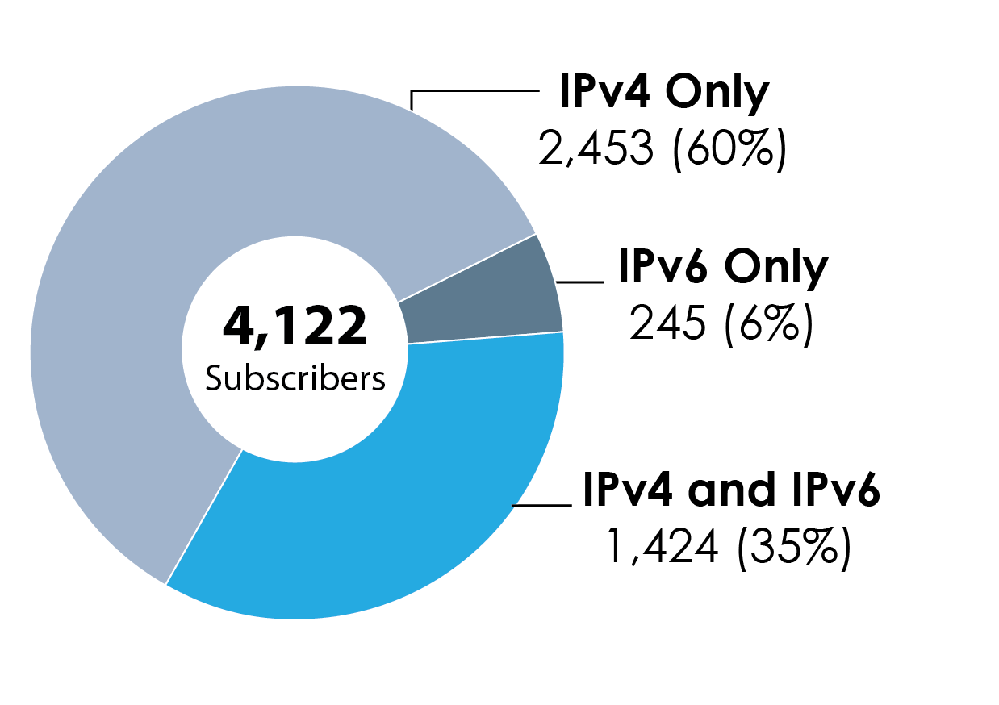 IPv4 Only
2,453 (60%)
IPv6 Only
245 (6%)
4,122
Subscribers
IPv4 and IPv6
1,424 (35%)